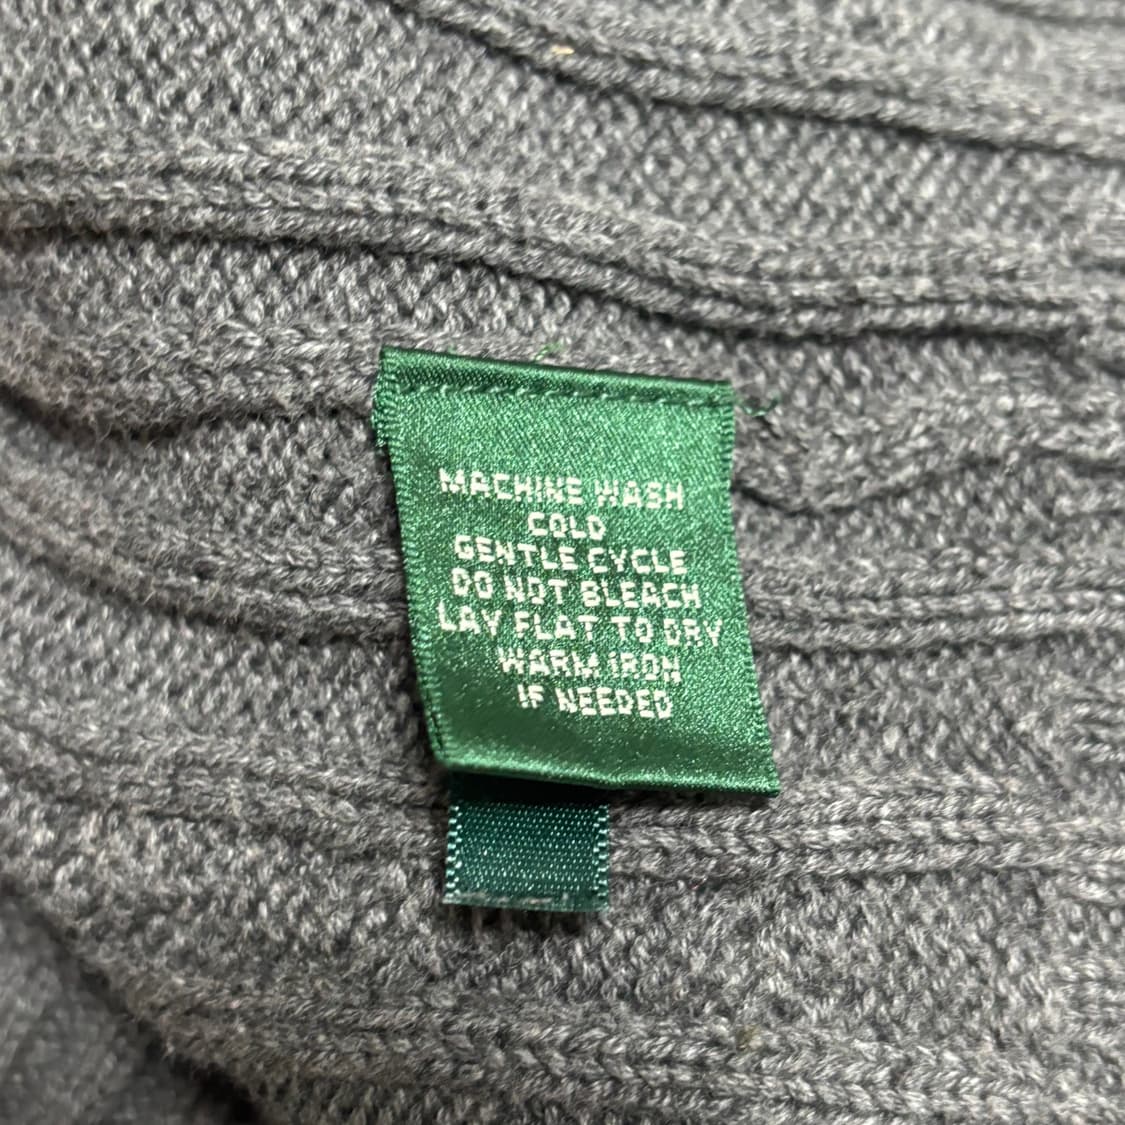 MACHINE WASH
COLD
GENTLE CYCLE
DO NOT BLEACH
LAY FLAT TO DRY
WARM IRON
IF NEEDED